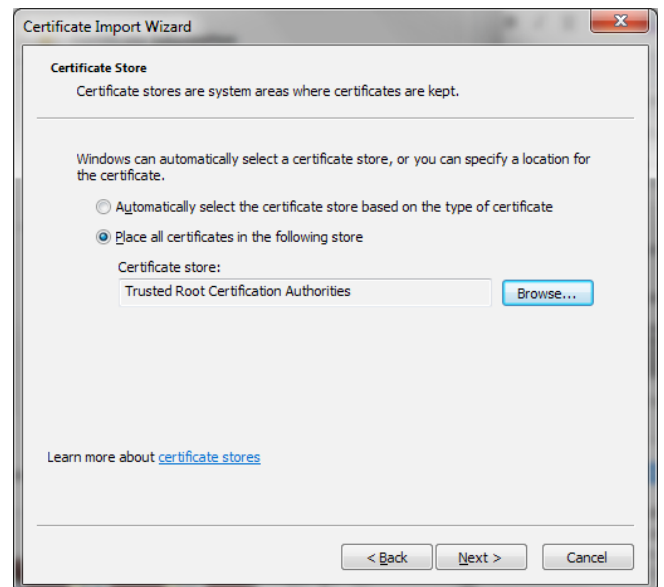 Certificate Import Wizard
Certificate Store
Certificate stores are system areas where certificates are kept.
Windows can automatically select a certificate store, or you can specify a location for
the certificate.
Automatically select the certificate store based on the type of certificate
Place all certificates in the following store
Certificate store:
Trusted Root Certification Authorities
Browse...
Learn more about certificate stores
< Back Next > Cancel